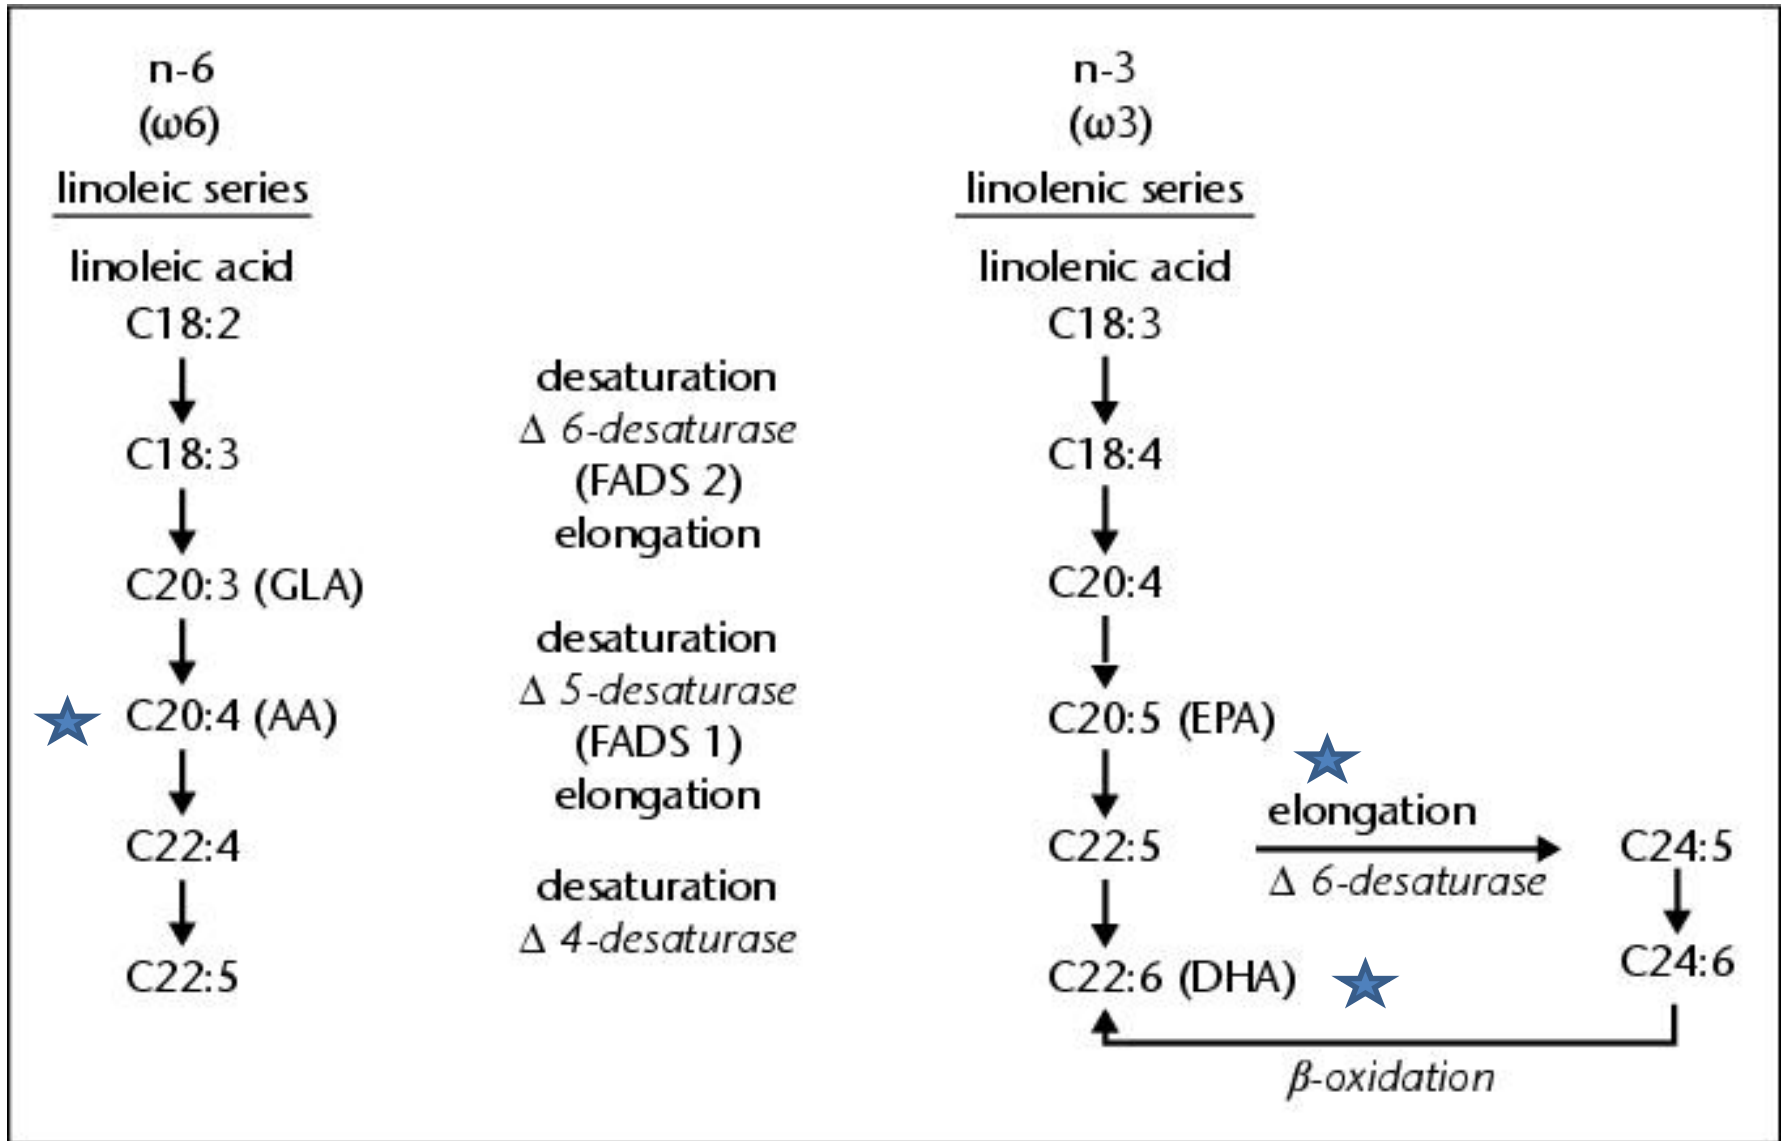 n-6
(ω6)
linoleic series
linoleic acid
C18:2
C18:3
C20:3 (GLA)
C20:4 (AA)
C22:4
C22:5
desaturation
Δ 6-desaturase
(FADS 2)
elongation
desaturation
Δ 5-desaturase
(FADS 1)
elongation
desaturation
Δ 4-desaturase
n-3
(ω3)
linolenic series
linolenic acid
C18:3
C18:4
C20:4
C20:5 (EPA)
C22:5
C22:6 (DHA)
elongation
Δ 6-desaturase
C24:5
C24:6
β-oxidation